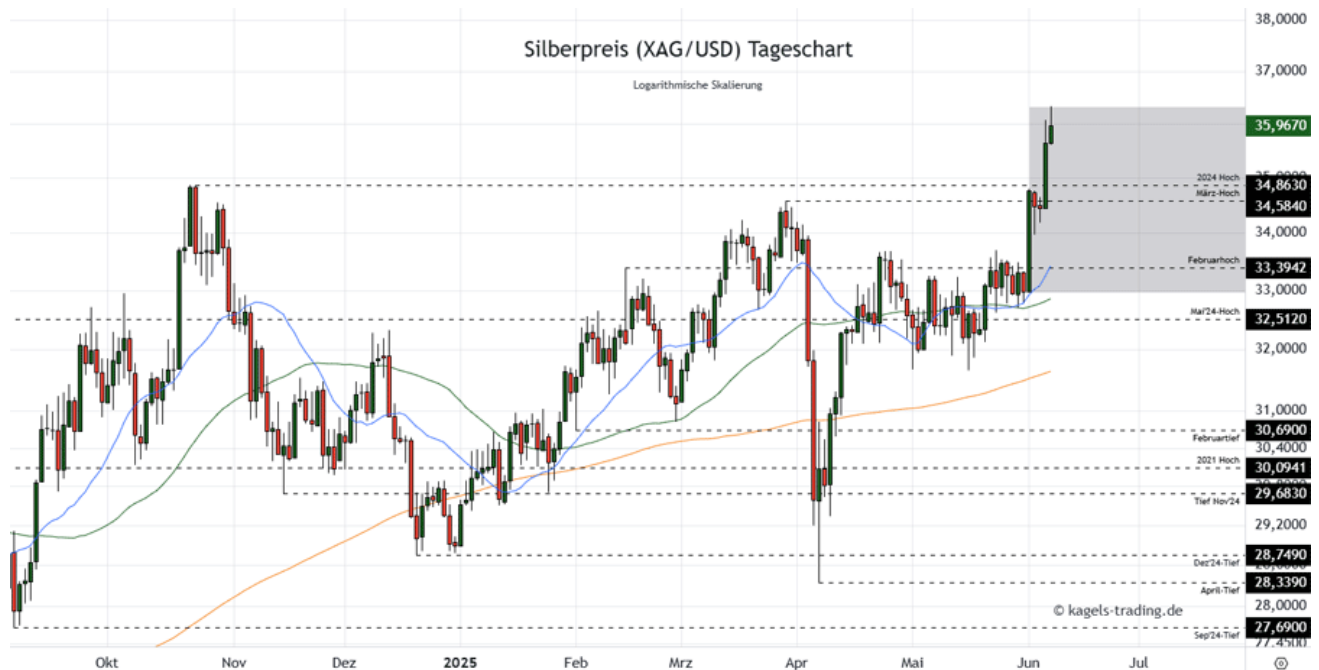 38,0000
Silberpreis (XAG/USD) Tageschart
37,0000
Logarithmische Skalierung
35,9670
2024 Hoch
34,8630
März-Hoch
34,5840
34,0000
Februarhoch
33,3942
33,0000
Mai'24-Hoch
32,5120
32,0000
31,0000
30,6900
Februartief
30,4000
2021 Hoch
30,0941
29,6830
Tief Nov'24
29,2000
28,7490
Dez'24-Tief
28,3390
April-Tief
28,0000
© kagels-trading.de
27,6900
Sep'24-Tief
27,4500
Okt Nov Dez 2025 Feb Mrz Apr Mai Jun Jul